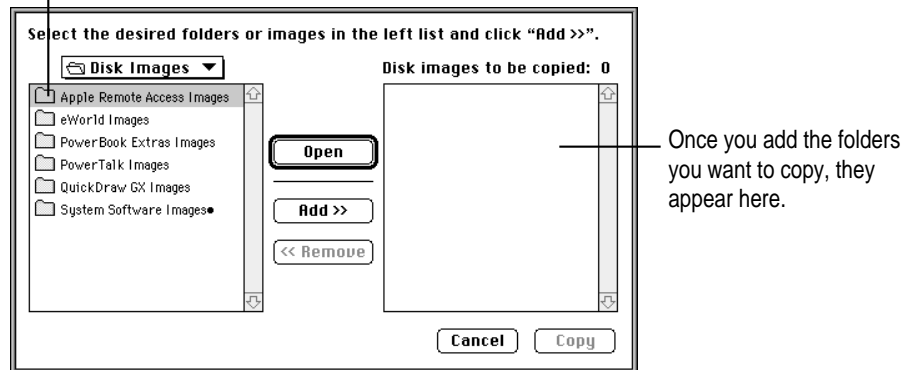 Select the desired folders or images in the left list and click “Add >>”.
Disk Images
Disk images to be copied: 0
Apple Remote Access Images
eWorld Images
PowerBook Extras Images
PowerTalk Images
QuickDraw GX Images
System Software Images•
Open
Add >>
<< Remove
Once you add the folders
you want to copy, they
appear here.
Cancel
Copy